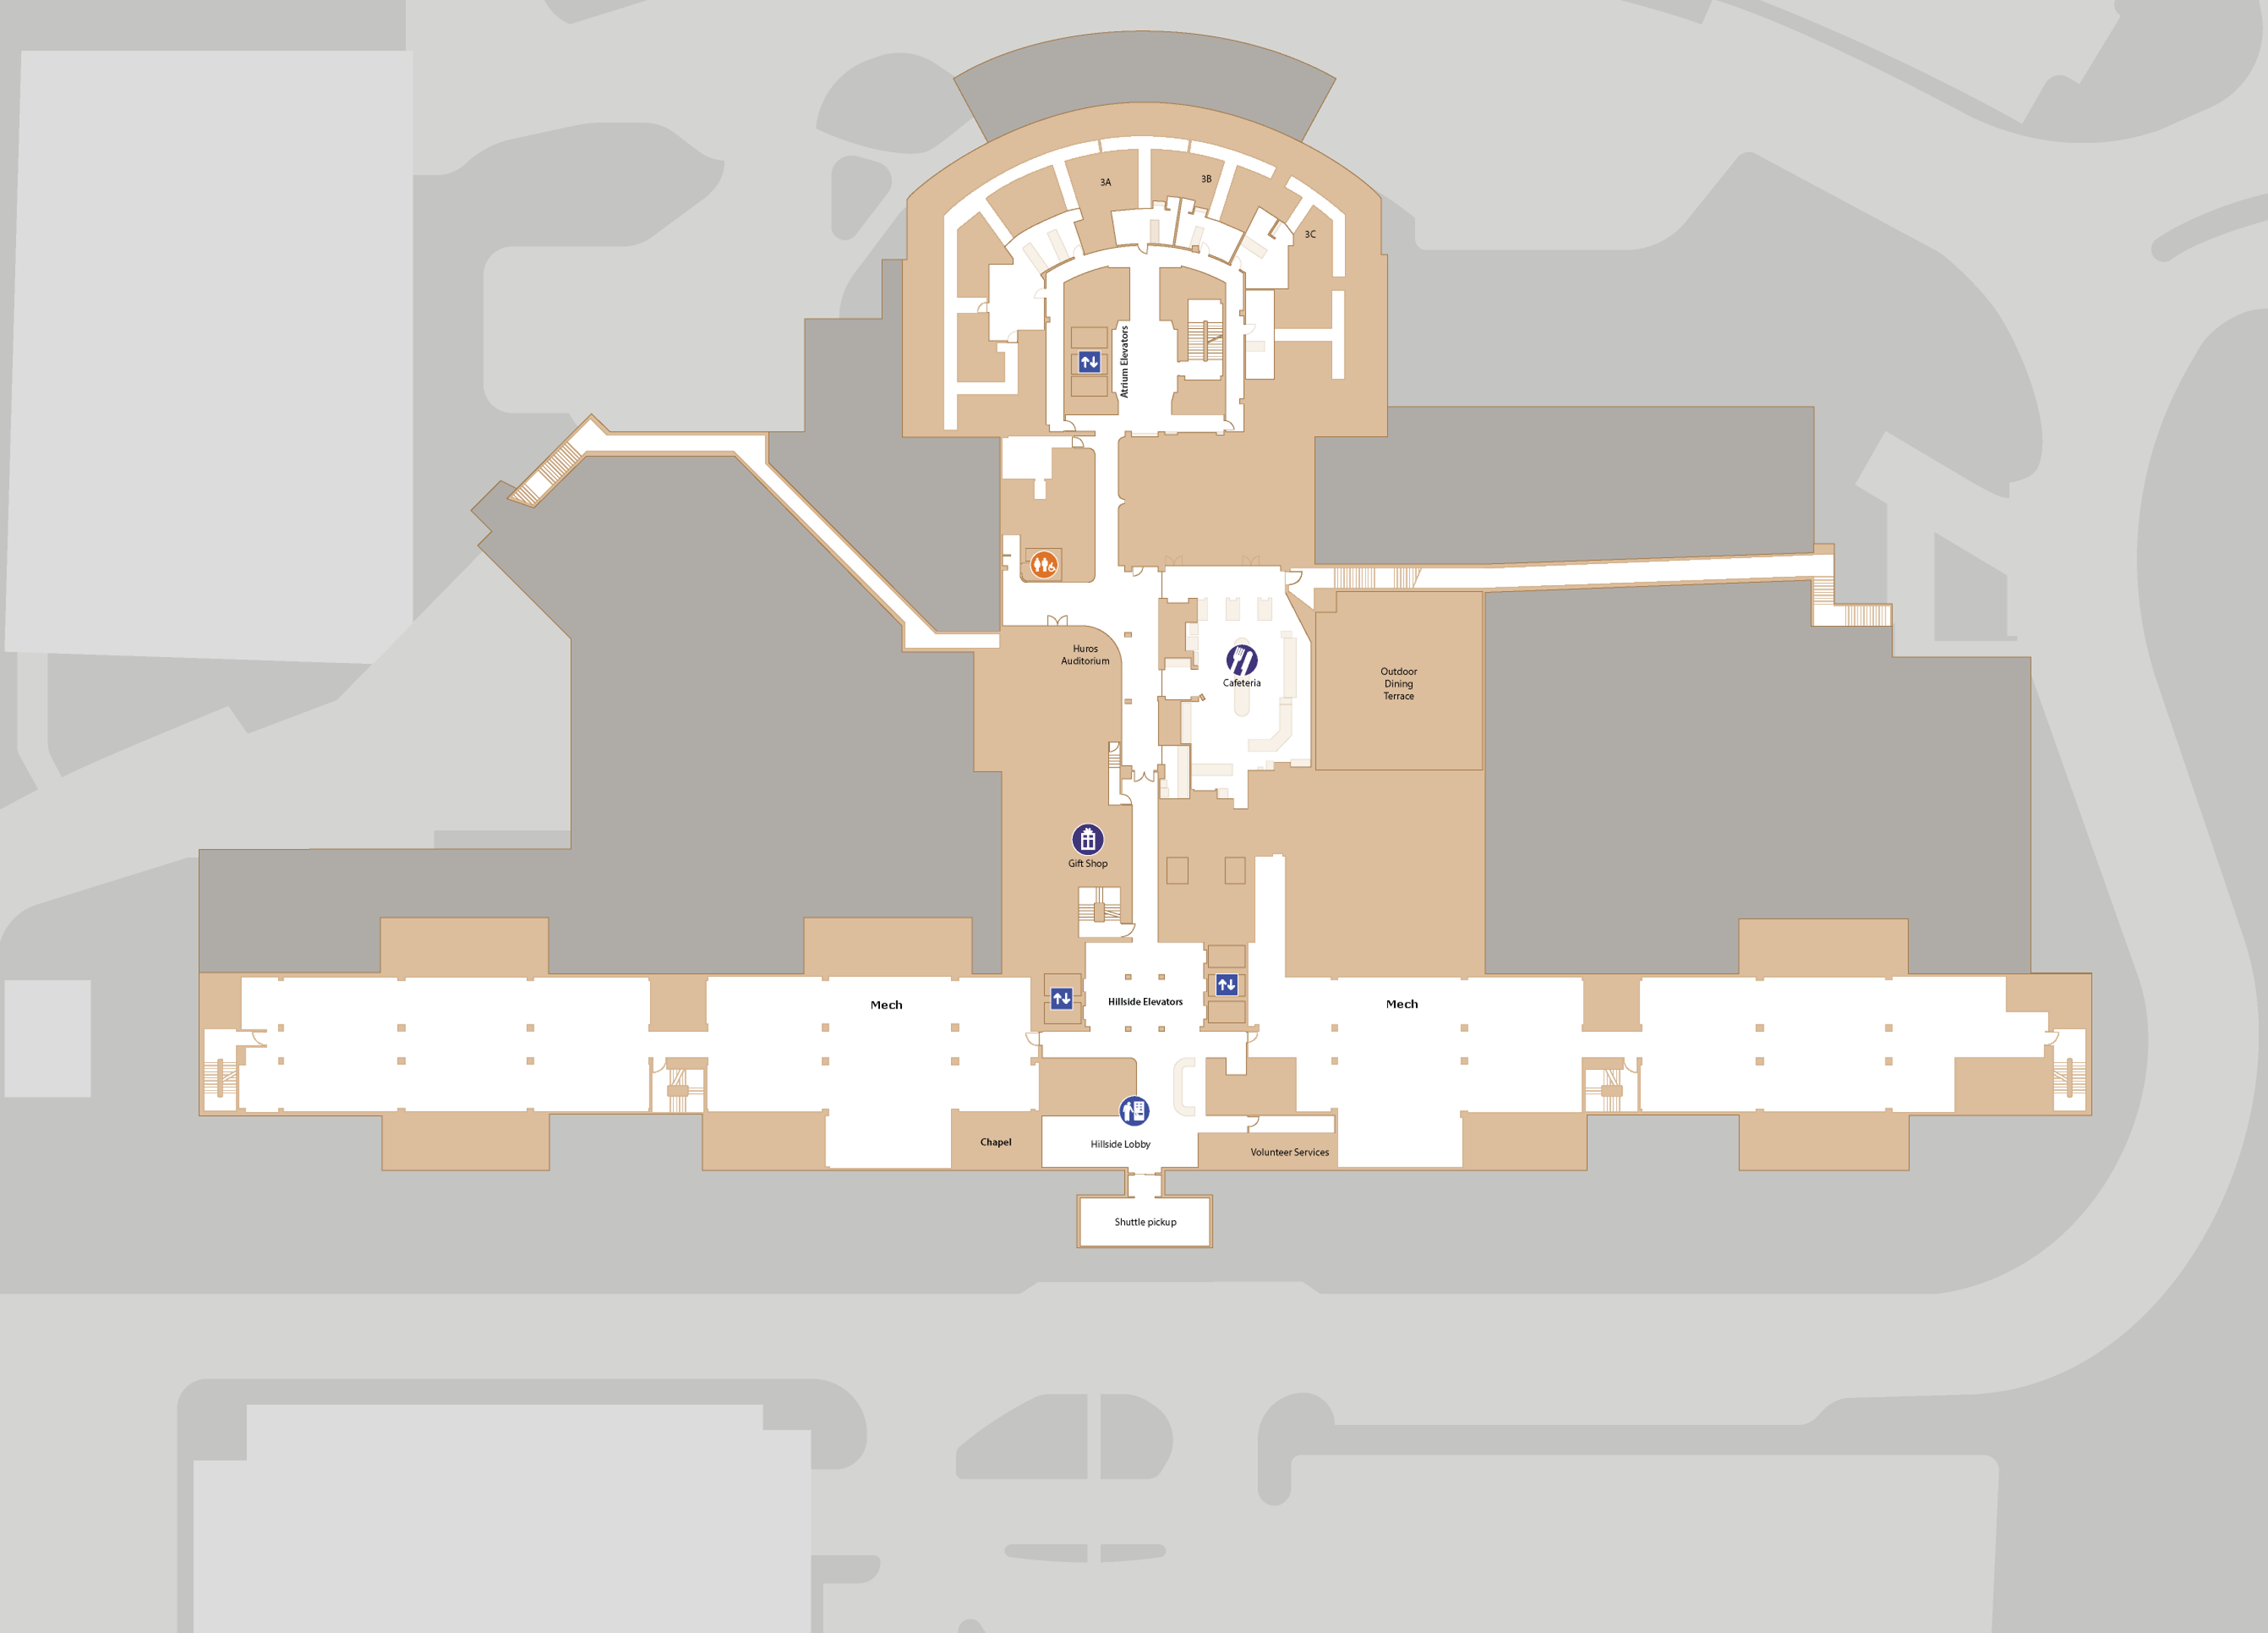 3A
3B
3C
Atrium Elevators
Huros
Auditorium
Cafeteria
Outdoor
Dining
Terrace
Gift Shop
Mech
Hillside Elevators
Mech
Chapel
Hillside Lobby
Volunteer Services
Shuttle pickup